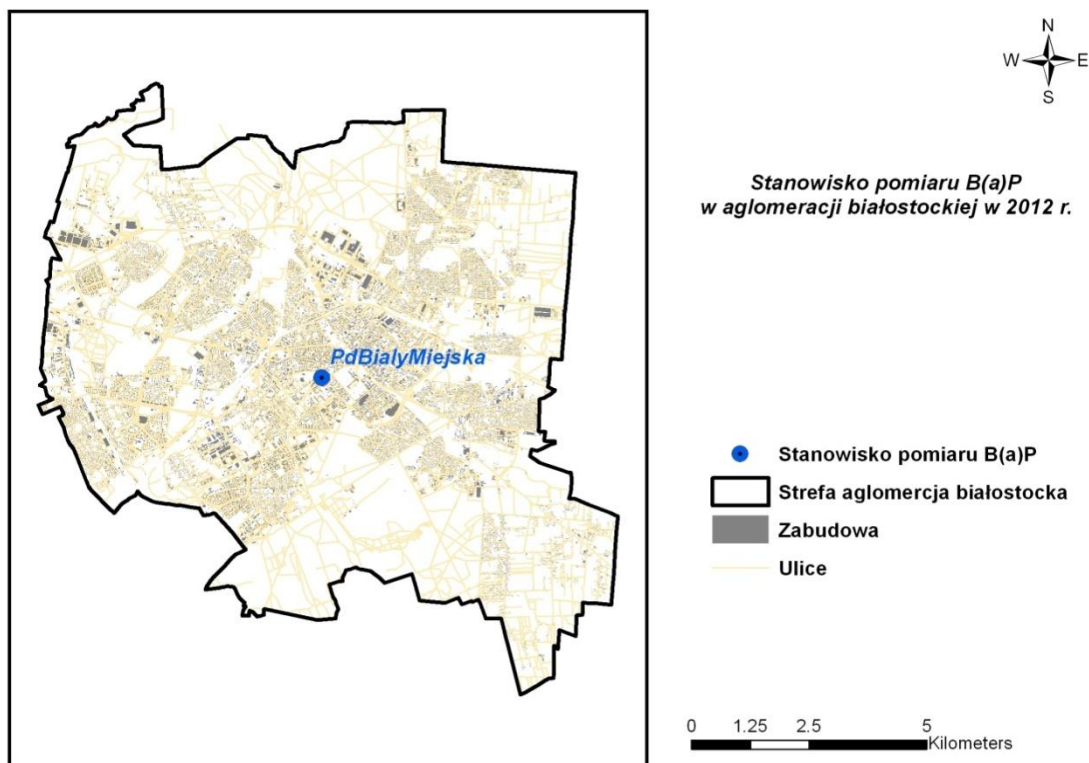 N
W E
S
Stanowisko pomiaru B(a)P
w aglomeracji białostockiej w 2012 r.
PdBialyMiejska
Stanowisko pomiaru B(a)P
Strefa aglomercja białostocka
Zabudowa
Ulice
0 1.25 2.5 5
Kilometers